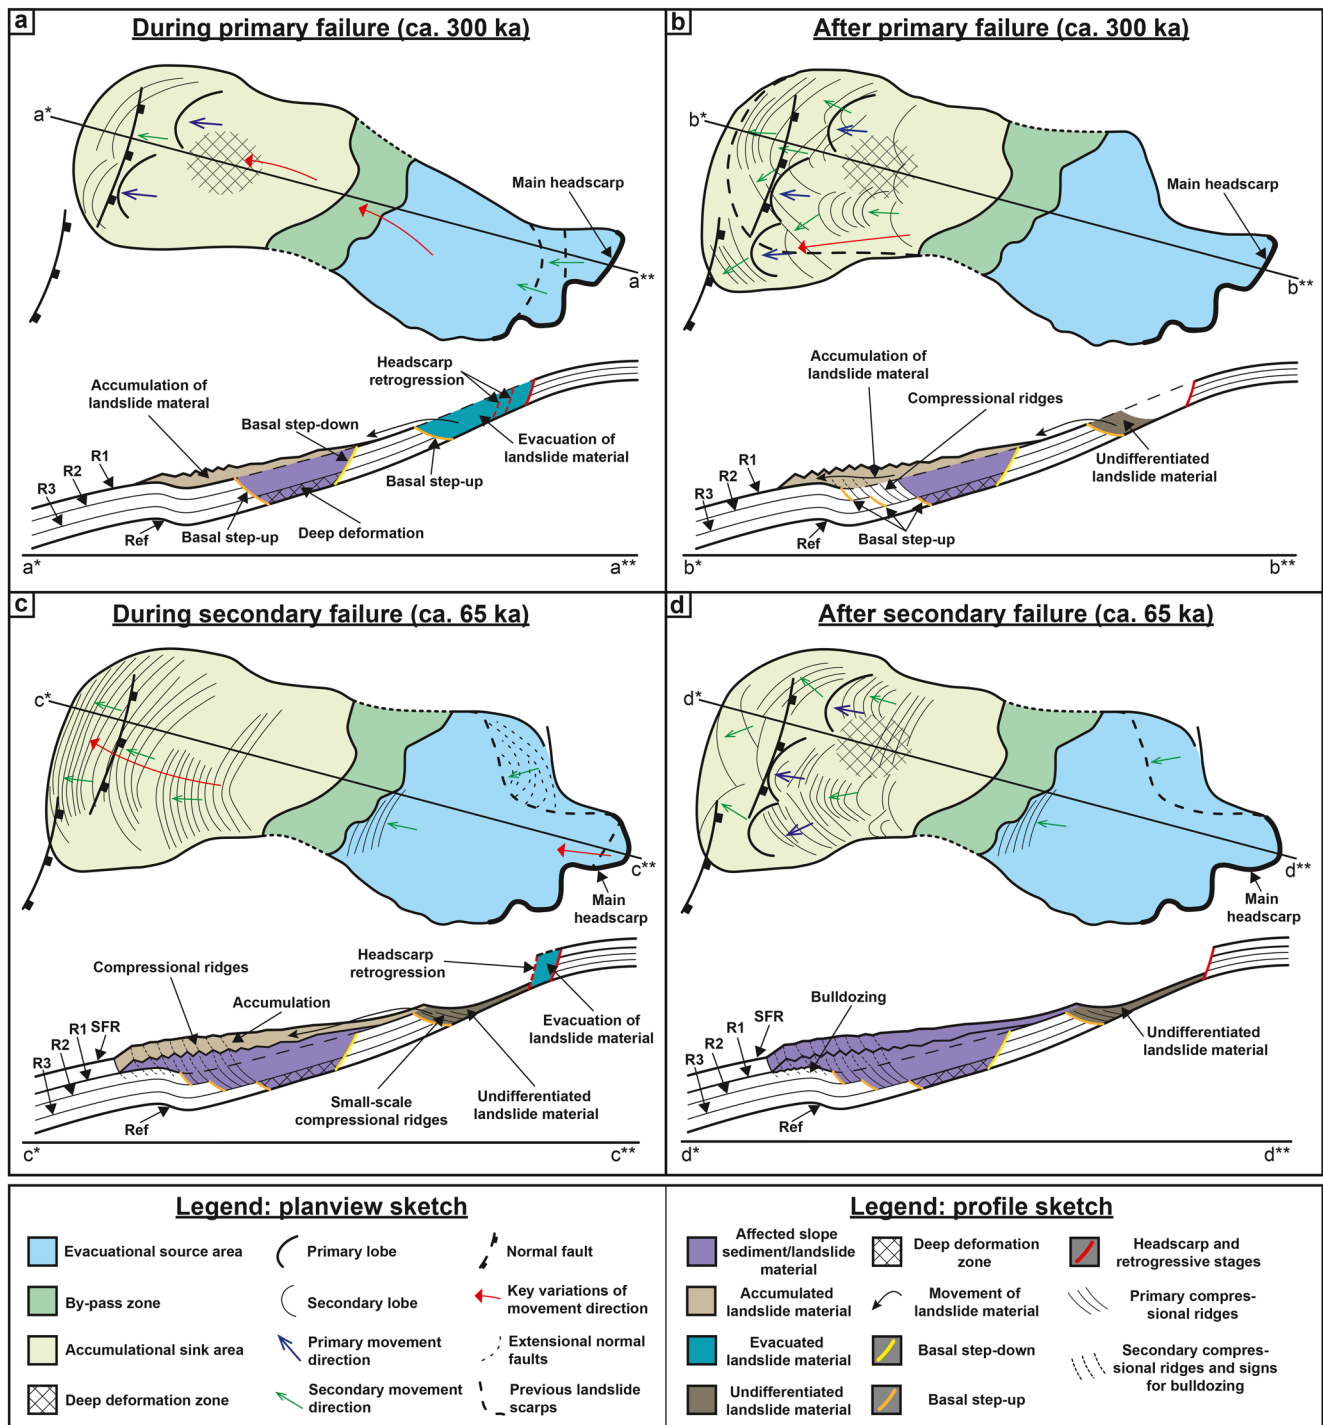 a
During primary failure (ca. 300 ka)
a*
Main headscarp
a**
Headscarp
retrogression
Accumulation of
landslide materal
Basal step-down
Evacuation of
landslide material
Basal step-up
R1
R2
R3
Ref
Basal step-up
Deep deformation
a*
a**
b
After primary failure (ca. 300 ka)
b*
Main headscarp
b**
Accumulation of
landslide materal
Compressional ridges
Undifferentiated
landslide material
R1
R2
R3
Ref
Basal step-up
b*
b**
c
During secondary failure (ca. 65 ka)
c*
c**
Main
headscarp
Headscarp
retrogression
Compressional ridges
Accumulation
Evacuation of
landslide material
SFR
R1
R2
R3
Ref
Small-scale
compressional ridges
Undifferentiated
landslide material
c*
c**
d
After secondary failure (ca. 65 ka)
d*
d**
Main
headscarp
Bulldozing
SFR
R1
R2
R3
Undifferentiated
landslide material
Ref
d*
d**
Legend: planview sketch
Evacuational source area
By-pass zone
Accumulational sink area
Deep deformation zone
Primary lobe
Secondary lobe
Primary movement
direction
Secondary movement
direction
Normal fault
Key variations of
movement direction
Extensional normal
faults
Previous landslide
scarps
Legend: profile sketch
Affected slope
sediment/landslide
material
Accumulated
landslide material
Evacuated
landslide material
Undifferentiated
landslide material
Deep deformation
zone
Movement of
landslide material
Basal step-down
Basal step-up
Headscarp and
retrogressive stages
Primary compres-
sional ridges
Secondary compres-
sional ridges and signs
for bulldozing